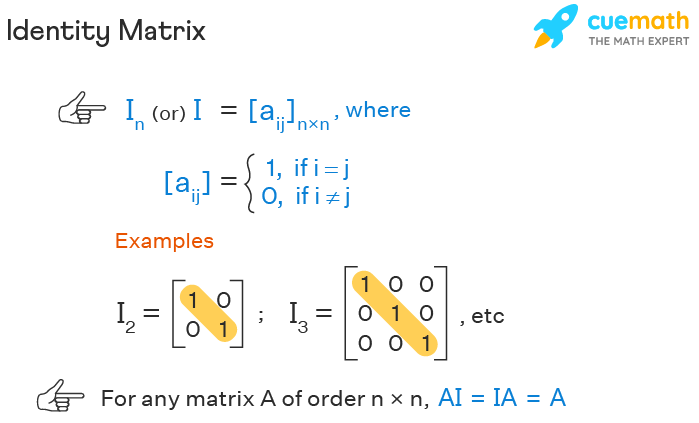 Identity Matrix
cuemath
THE MATH EXPERT
Iₙ (or) I = [aᵢⱼ]ₙₓₙ , where
[aᵢⱼ] = { 1, if i = j
0, if i ≠ j
Examples
I₂ = [ 1 0 ; I₃ = [ 1 0 0
0 1 ] 0 1 0 , etc
0 0 1 ]
For any matrix A of order n × n, AI = IA = A